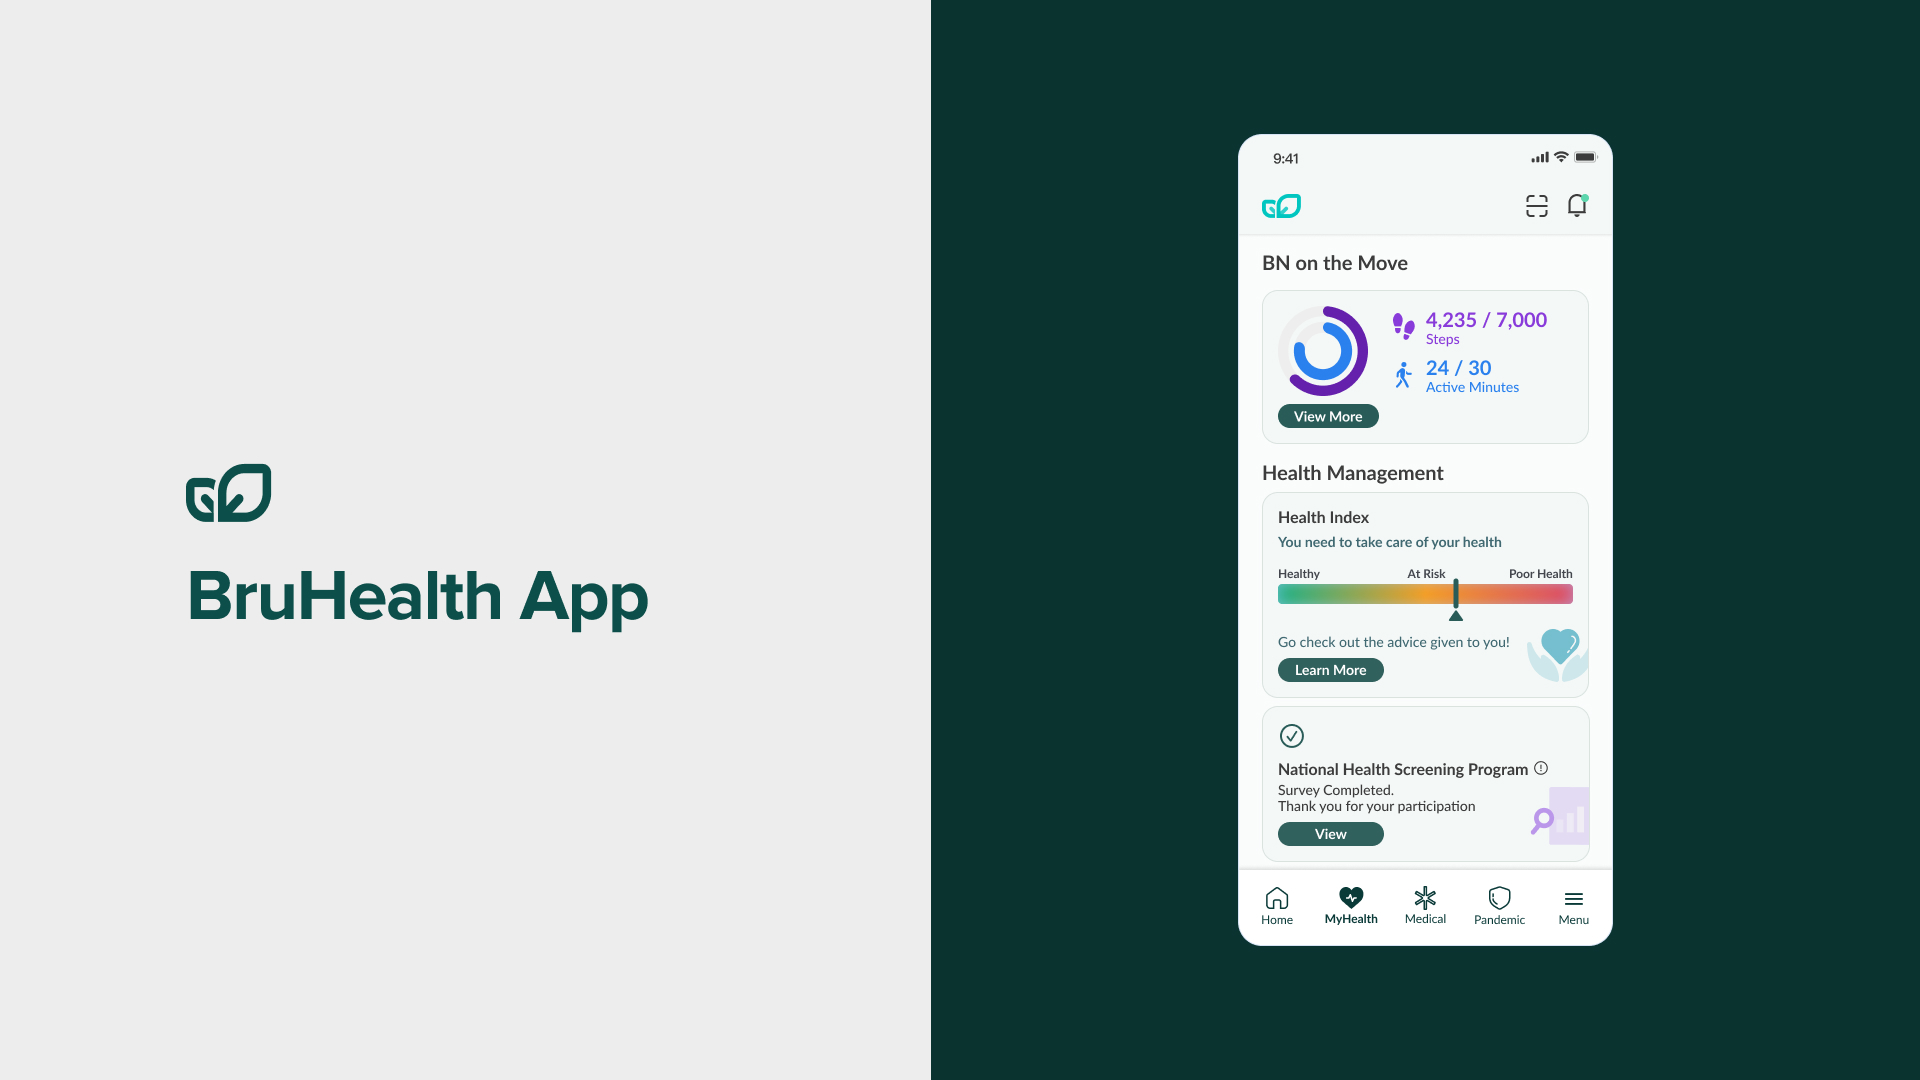 BruHealth App
9:41
BN on the Move
4,235 / 7,000
Steps
24 / 30
Active Minutes
View More
Health Management
Health Index
You need to take care of your health
Healthy At Risk Poor Health
Go check out the advice given to you!
Learn More
National Health Screening Program
Survey Completed.
Thank you for your participation
View
Home MyHealth Medical Pandemic Menu